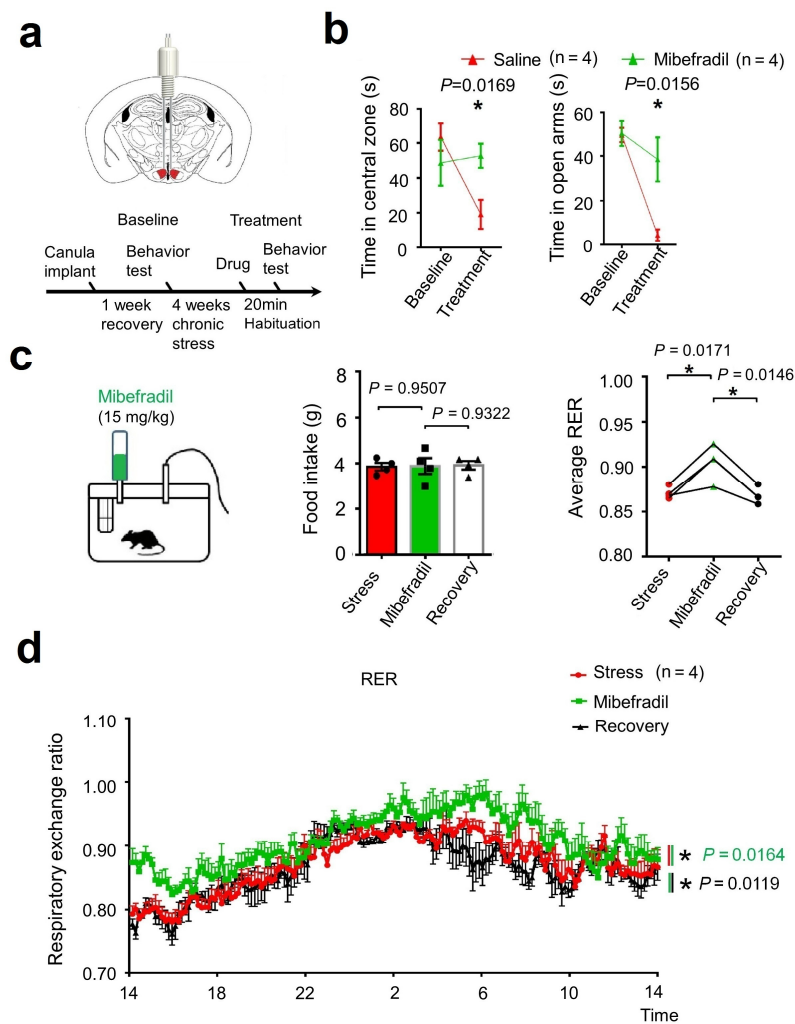 a
Baseline
Treatment
Canula
implant
Behavior
test
Drug
Behavior
test
1 week
recovery
4 weeks
chronic
stress
20min
Habituation
b
Saline (n = 4)
Mibefradil (n = 4)
P=0.0169
*
Time in central zone (s)
80
60
40
20
0
Baseline
Treatment
P=0.0156
*
Time in open arms (s)
60
40
20
0
Baseline
Treatment
c
Mibefradil
(15 mg/kg)
Food intake (g)
8
6
4
2
0
P = 0.9507
P = 0.9322
Stress
Mibefradil
Recovery
Average RER
1.00
0.95
0.90
0.85
0.80
P = 0.0171
*
P = 0.0146
*
Stress
Mibefradil
Recovery
d
RER
Stress (n = 4)
Mibefradil
Recovery
Respiratory exchange ratio
1.10
1.00
0.90
0.80
0.70
14
18
22
2
6
10
14
Time
* P = 0.0164
* P = 0.0119